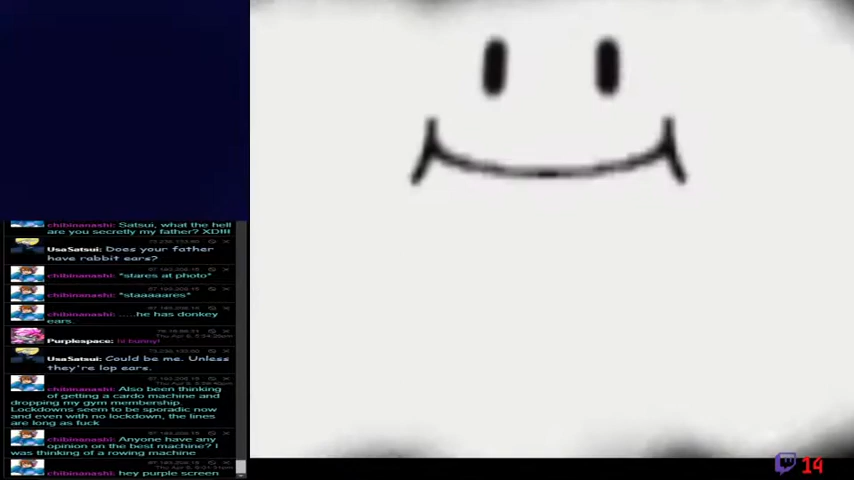 chibinanashi: Satsui, what the hell
are you secretly my father? XD!!!
UsaSatsui: Does your father
have rabbit ears?
chibinanashi: *stares at photo*
chibinanashi: *staaaaares*
chibinanashi: .....he has donkey
ears.
Purplespace: hi bunny!
UsaSatsui: Could be me. Unless
they're lop ears.
chibinanashi: Also been thinking
of getting a cardo machine and
dropping my gym membership.
Lockdowns seem to be sporadic now
and even with no lockdown, the lines
are long as fuck
chibinanashi: Anyone have any
opinion on the best machine? I
was thinking of a rowing machine
chibinanashi: hey purple screen
14